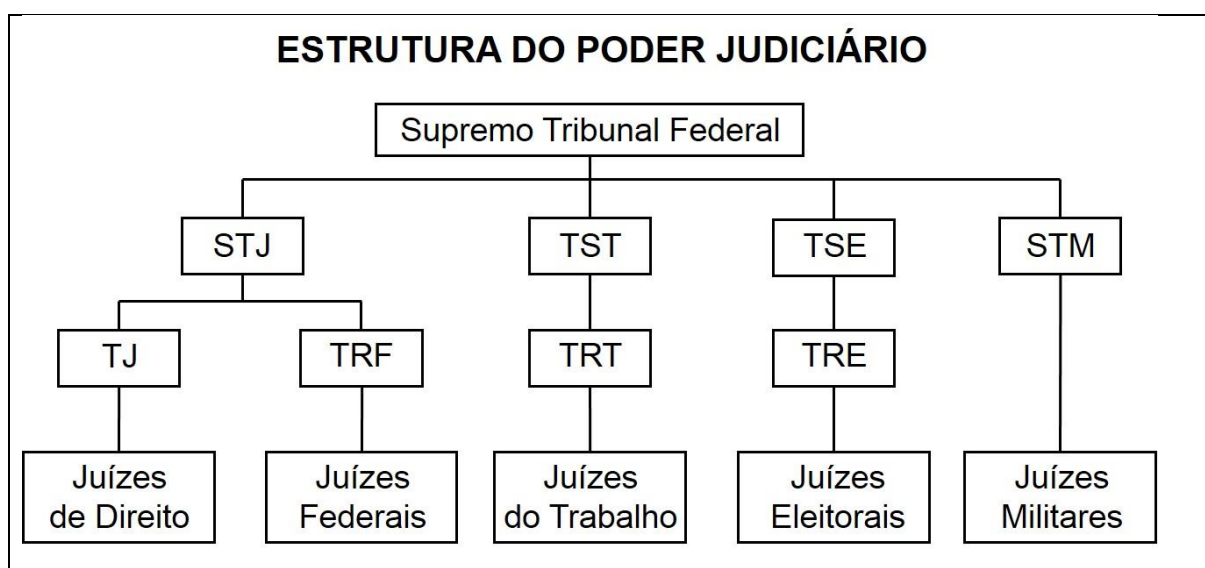 ESTRUTURA DO PODER JUDICIÁRIO
Supremo Tribunal Federal
STJ
TST
TSE
STM
TJ
TRF
TRT
TRE
Juízes
de Direito
Juízes
Federais
Juízes
do Trabalho
Juízes
Eleitorais
Juízes
Militares